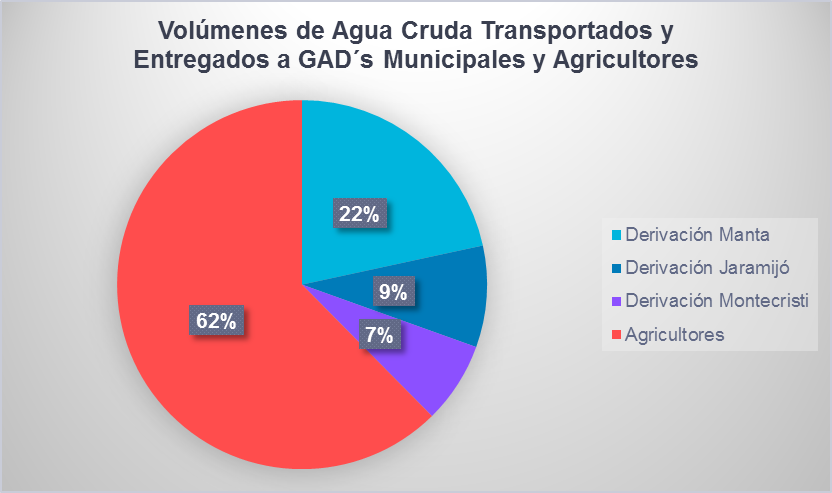 Volúmenes de Agua Cruda Transportados y
Entregados a GAD´s Municipales y Agricultores
22%
9%
7%
62%
Derivación Manta
Derivación Jaramijó
Derivación Montecristi
Agricultores